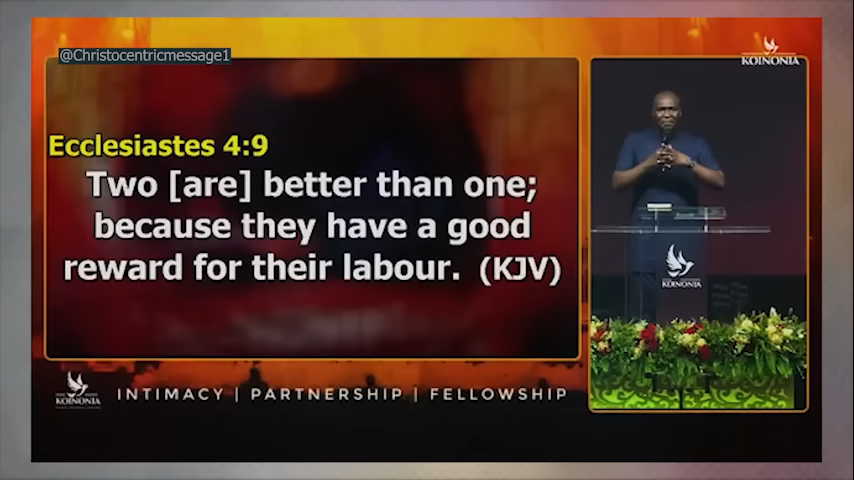 @Christocentricmessage1
KOINONIA
Ecclesiastes 4:9
Two [are] better than one;
because they have a good
reward for their labour. (KJV)
KOINONIA
KOINONIA
INTIMACY | PARTNERSHIP | FELLOWSHIP